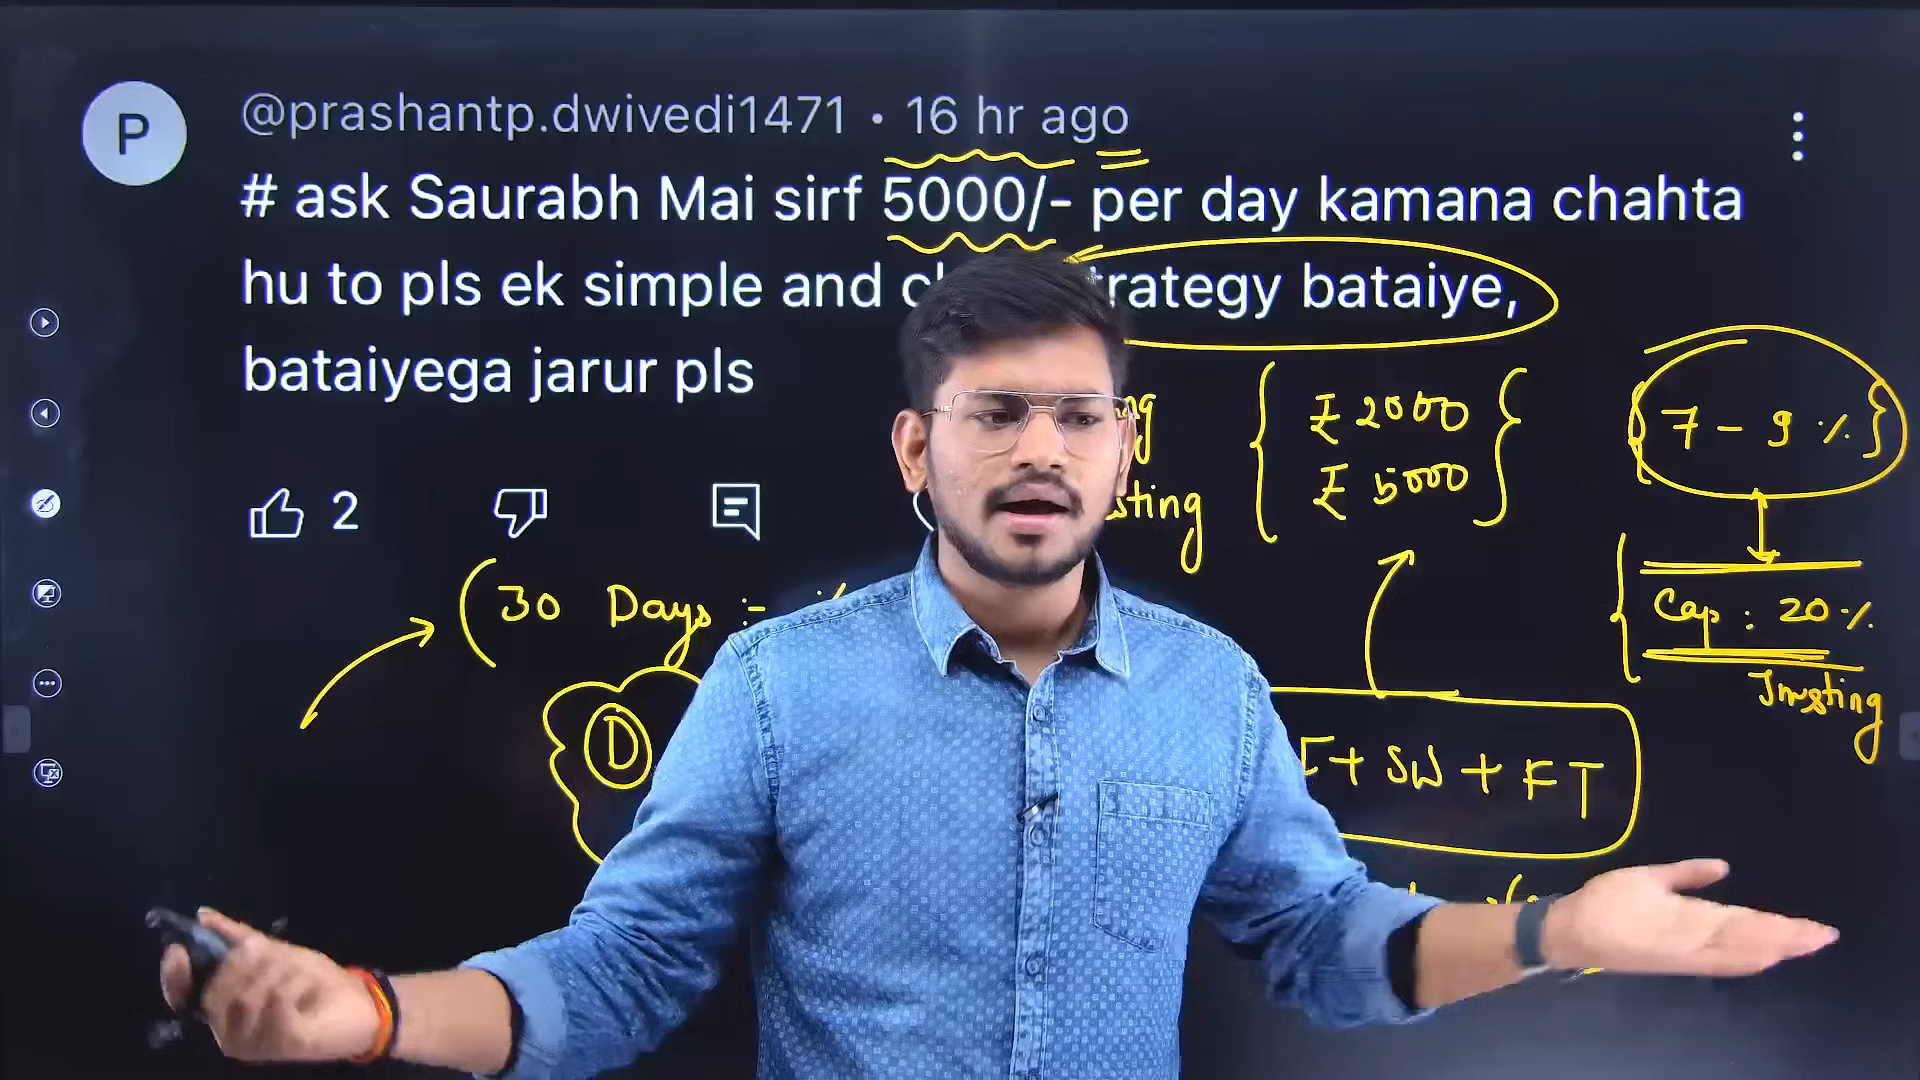 P
@prashantp.dwivedi1471 • 16 hr ago
# ask Saurabh Mai sirf 5000/- per day kamana chahta
hu to pls ek simple and strategy bataiye,
bataiyega jarur pls
2
₹ 2000
₹ 5000
7 - 9 %
30 Days :-
Cap : 20 %
Investing
D
+ SW + FT